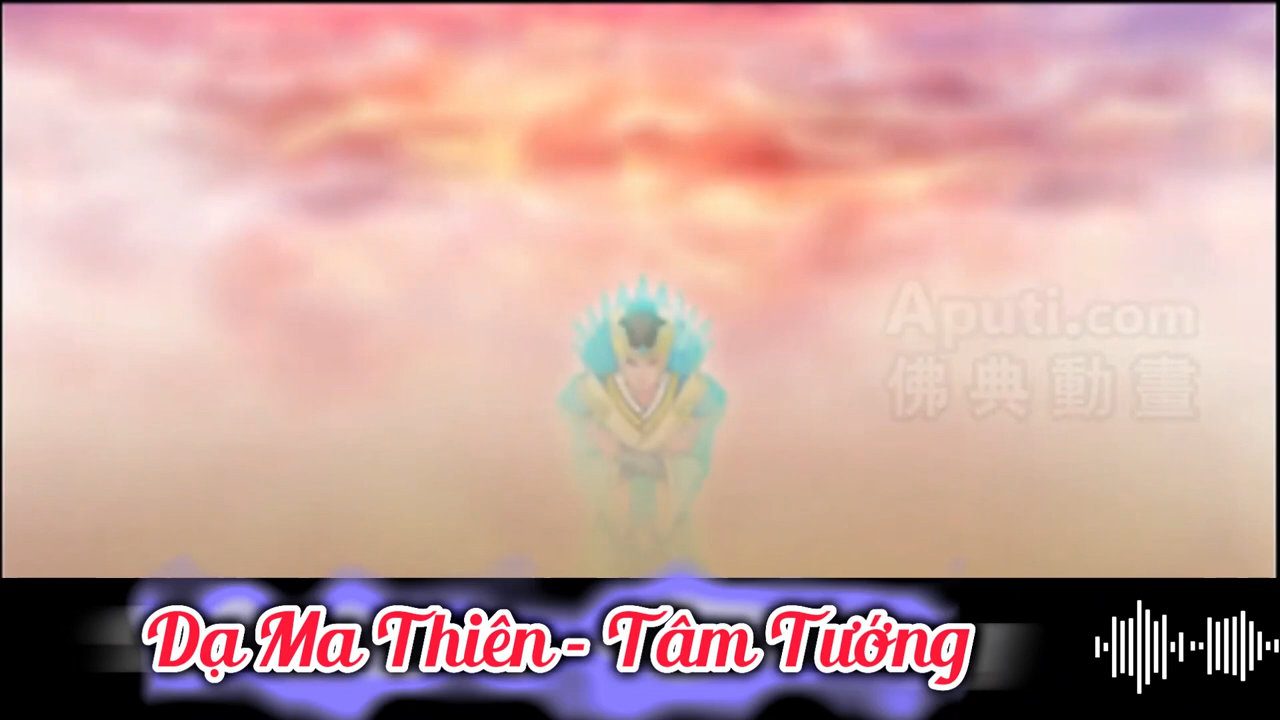 Aputi.com
佛典動畫
Dạ Ma Thiên - Tâm Tướng